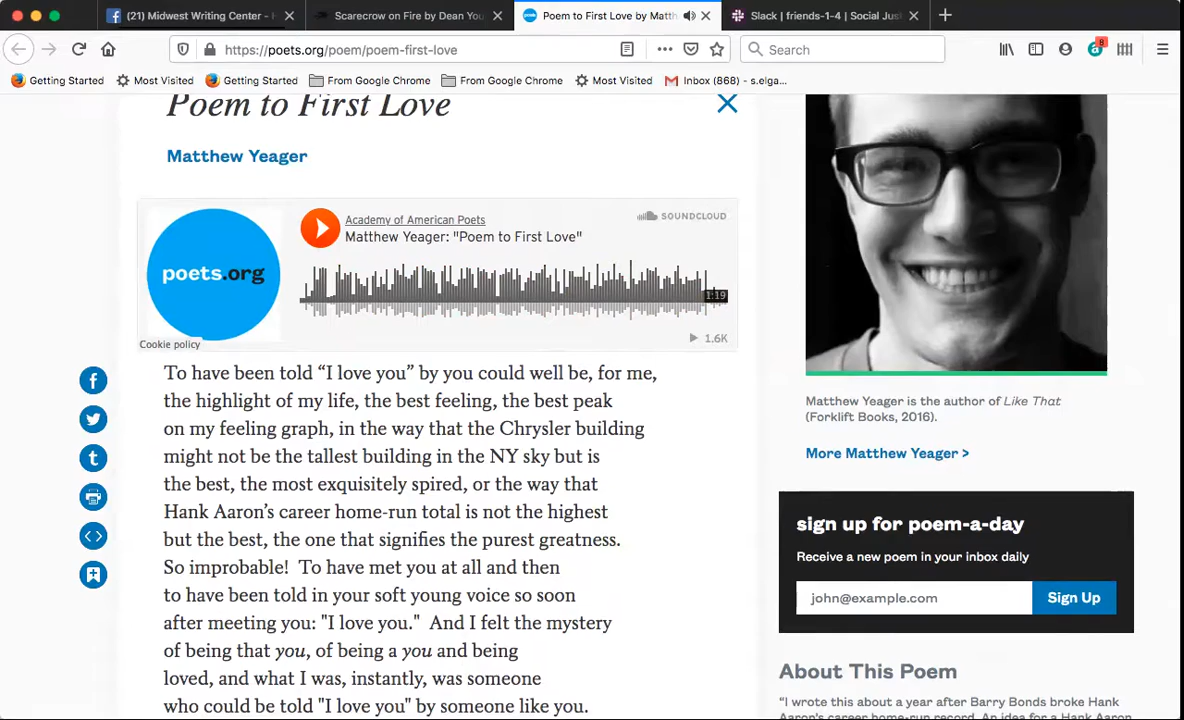 (21) Midwest Writing Center -
Scarecrow on Fire by Dean You
Poem to First Love by Matth
Slack | friends-1-4 | Social Jus
https://poets.org/poem/poem-first-love
Search
8
Getting Started
Most Visited
Getting Started
From Google Chrome
From Google Chrome
Most Visited
Inbox (868) - s.elga...
Poem to First Love
Matthew Yeager
poets.org
Academy of American Poets
Matthew Yeager: "Poem to First Love"
SOUNDCLOUD
1:19
1.6K
Cookie policy
To have been told “I love you” by you could well be, for me,
the highlight of my life, the best feeling, the best peak
on my feeling graph, in the way that the Chrysler building
might not be the tallest building in the NY sky but is
the best, the most exquisitely spired, or the way that
Hank Aaron’s career home-run total is not the highest
but the best, the one that signifies the purest greatness.
So improbable!  To have met you at all and then
to have been told in your soft young voice so soon
after meeting you: "I love you."  And I felt the mystery
of being that you, of being a you and being
loved, and what I was, instantly, was someone
who could be told "I love you" by someone like you.
Matthew Yeager is the author of Like That
(Forklift Books, 2016).
More Matthew Yeager >
sign up for poem-a-day
Receive a new poem in your inbox daily
john@example.com
Sign Up
About This Poem
“I wrote this about a year after Barry Bonds broke Hank
Aaron's career home-run record. An idea for a Hank Aaron